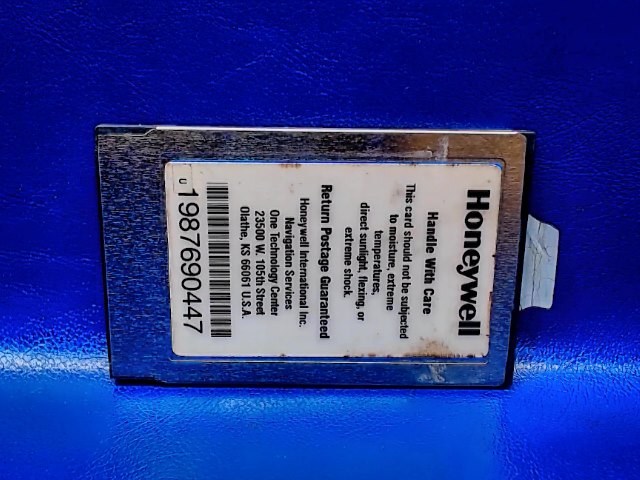 Honeywell
Handle With Care
This card should not be subjected
to moisture, extreme
temperatures,
direct sunlight, flexing, or
extreme shock.
Return Postage Guaranteed
Honeywell International Inc.
Navigation Services
One Technology Center
23500 W. 105th Street
Olathe, KS 66061 U.S.A.
U 1987690447